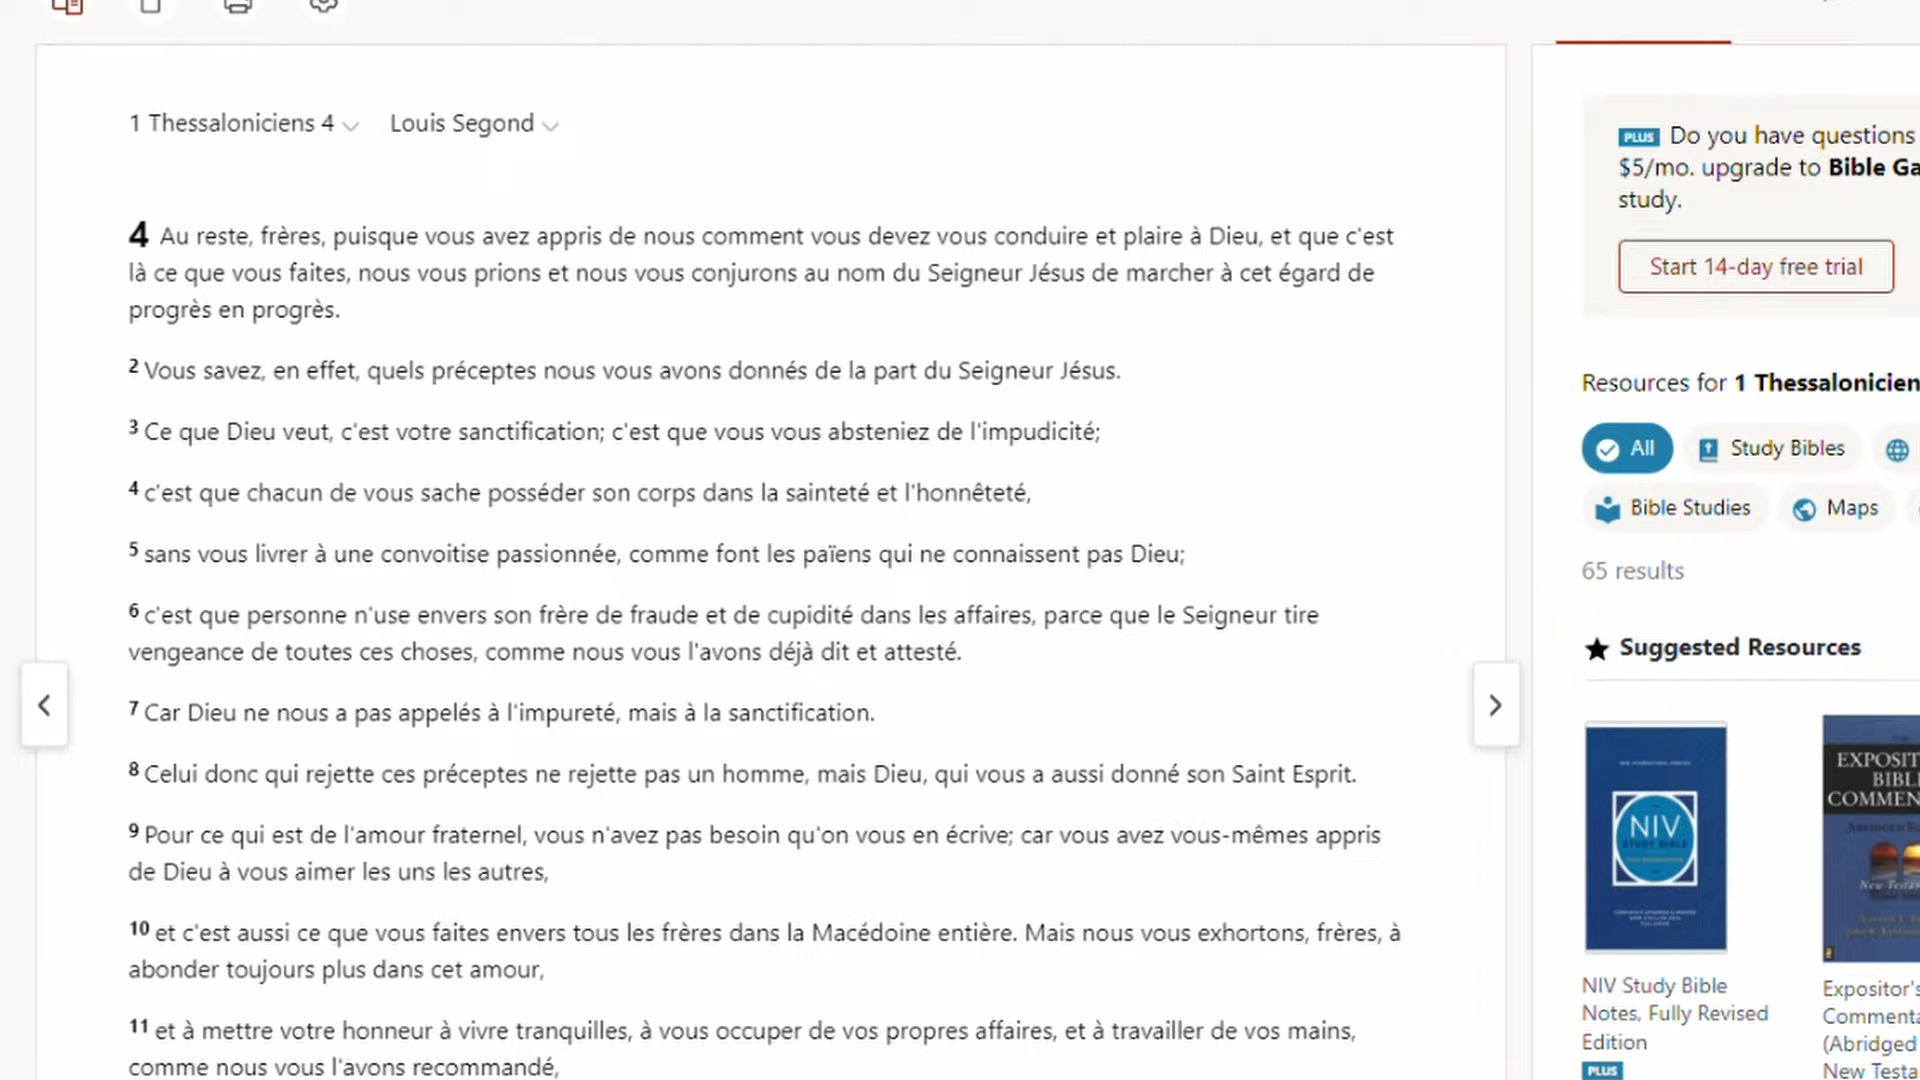 1 Thessaloniciens 4 Louis Segond
4 Au reste, frères, puisque vous avez appris de nous comment vous devez vous conduire et plaire à Dieu, et que c'est
là ce que vous faites, nous vous prions et nous vous conjurons au nom du Seigneur Jésus de marcher à cet égard de
progrès en progrès.
2 Vous savez, en effet, quels préceptes nous vous avons donnés de la part du Seigneur Jésus.
3 Ce que Dieu veut, c'est votre sanctification; c'est que vous vous absteniez de l'impudicité;
4 c'est que chacun de vous sache posséder son corps dans la sainteté et l'honnêteté,
5 sans vous livrer à une convoitise passionnée, comme font les païens qui ne connaissent pas Dieu;
6 c'est que personne n'use envers son frère de fraude et de cupidité dans les affaires, parce que le Seigneur tire
vengeance de toutes ces choses, comme nous vous l'avons déjà dit et attesté.
7 Car Dieu ne nous a pas appelés à l'impureté, mais à la sanctification.
8 Celui donc qui rejette ces préceptes ne rejette pas un homme, mais Dieu, qui vous a aussi donné son Saint Esprit.
9 Pour ce qui est de l'amour fraternel, vous n'avez pas besoin qu'on vous en écrive; car vous avez vous-mêmes appris
de Dieu à vous aimer les uns les autres,
10 et c'est aussi ce que vous faites envers tous les frères dans la Macédoine entière. Mais nous vous exhortons, frères, à
abonder toujours plus dans cet amour,
11 et à mettre votre honneur à vivre tranquilles, à vous occuper de vos propres affaires, et à travailler de vos mains,
comme nous vous l'avons recommandé,
PLUS Do you have questions
$5/mo. upgrade to Bible Ga
study.
Start 14-day free trial
Resources for 1 Thessalonicien
All Study Bibles
Bible Studies Maps
65 results
Suggested Resources
NIV
STUDY BIBLE
EXPOSIT
BIBL
COMMEN
New Testa
NIV Study Bible
Notes, Fully Revised
Edition
PLUS
Expositor's
Commenta
(Abridged
New Testa